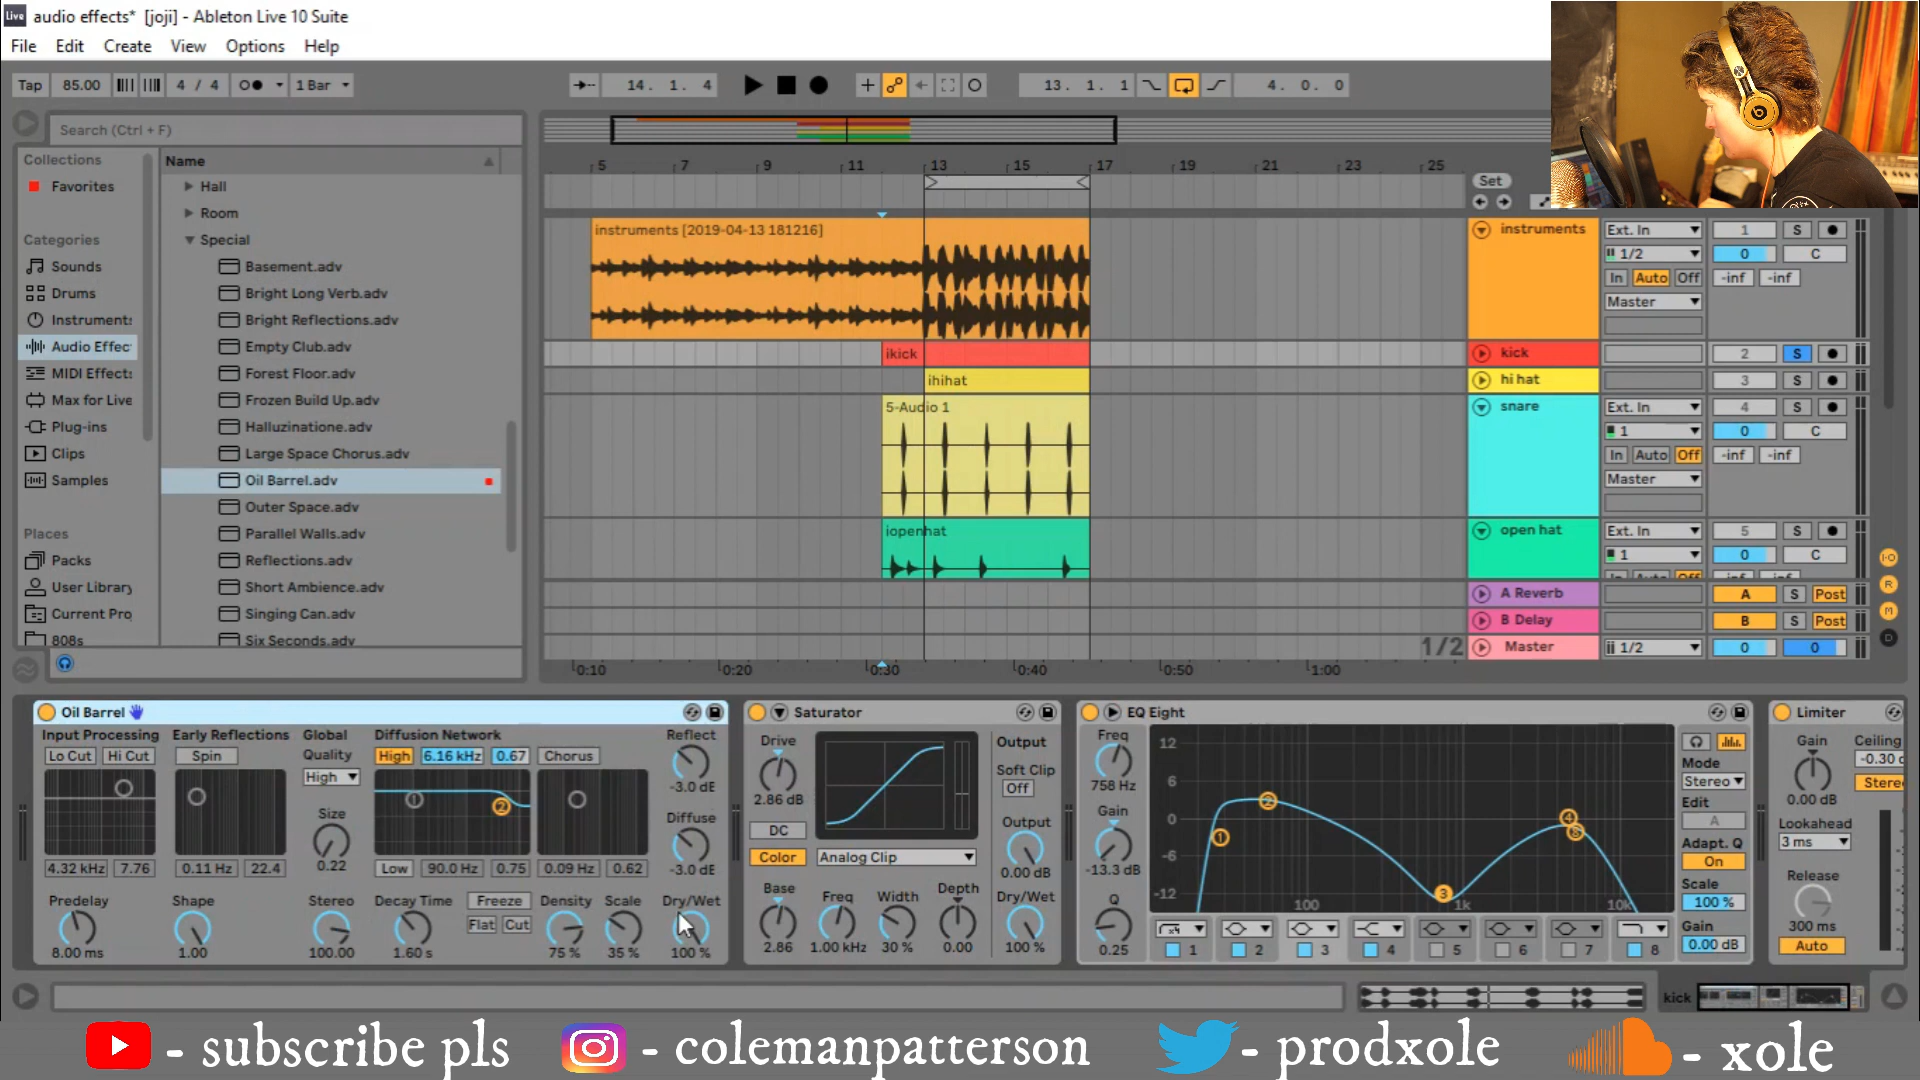 audio effects* [joji] - Ableton Live 10 Suite
File Edit Create View Options Help
Tap 85.00 4 / 4 1 Bar 14. 1. 4 13. 1. 1 4. 0. 0
Search (Ctrl + F)
Collections
Favorites
Categories
Sounds
Drums
Instruments
Audio Effec
MIDI Effects
Max for Live
Plug-ins
Clips
Samples
Places
Packs
User Library
Current Pro
808s
Name
Hall
Room
Special
Basement.adv
Bright Long Verb.adv
Bright Reflections.adv
Empty Club.adv
Forest Floor.adv
Frozen Build Up.adv
Halluzinatione.adv
Large Space Chorus.adv
Oil Barrel.adv
Outer Space.adv
Parallel Walls.adv
Reflections.adv
Short Ambience.adv
Singing Can.adv
Six Seconds.adv
5 7 9 11 13 15 17 19 21 23 25
Set
instruments [2019-04-13 181216]
ikick
ihihat
5-Audio 1
iopenhat
0:10 0:20 0:30 0:40 0:50 1:00
1/2
instruments Ext. In 1 S
1/2 0 C
In Auto Off -inf -inf
Master
kick 2 S
hi hat 3 S
snare Ext. In 4 S
1 0 C
In Auto Off -inf -inf
Master
open hat Ext. In 5 S
1 0 C
A Reverb A S Post
B Delay B S Post
Master 1/2 0 0
I·O
R
M
D
Oil Barrel
Input Processing Early Reflections Global Diffusion Network Reflect
Lo Cut Hi Cut Spin Quality High 6.16 kHz 0.67 Chorus
High
-3.0 dE
Size Diffuse
0.22 -3.0 dE
1 2
4.32 kHz 7.76 0.11 Hz 22.4 Low 90.0 Hz 0.75 0.09 Hz 0.62
Predelay Shape Stereo Decay Time Freeze Density Scale Dry/Wet
Flat Cut
8.00 ms 1.00 100.00 1.60 s 75 % 35 % 100 %
Saturator
Drive Output
2.86 dB Soft Clip
Off
DC Output
Color Analog Clip 0.00 dB
Base Freq Width Depth Dry/Wet
2.86 1.00 kHz 30 % 0.00 100 %
EQ Eight
Freq
758 Hz
Gain
-13.3 dB
Q
0.25
12
6
0
-6
-12
100 1k 10k
1 2 3 4 8
x4
1 2 3 4 5 6 7 8
Mode
Stereo
Edit
A
Adapt. Q
On
Scale
100 %
Gain
0.00 dB
Limiter
Gain Ceiling
-0.30 d
Stere
0.00 dB
Lookahead
3 ms
Release
300 ms
Auto
kick
- subscribe pls - colemanpatterson - prodxole - xole